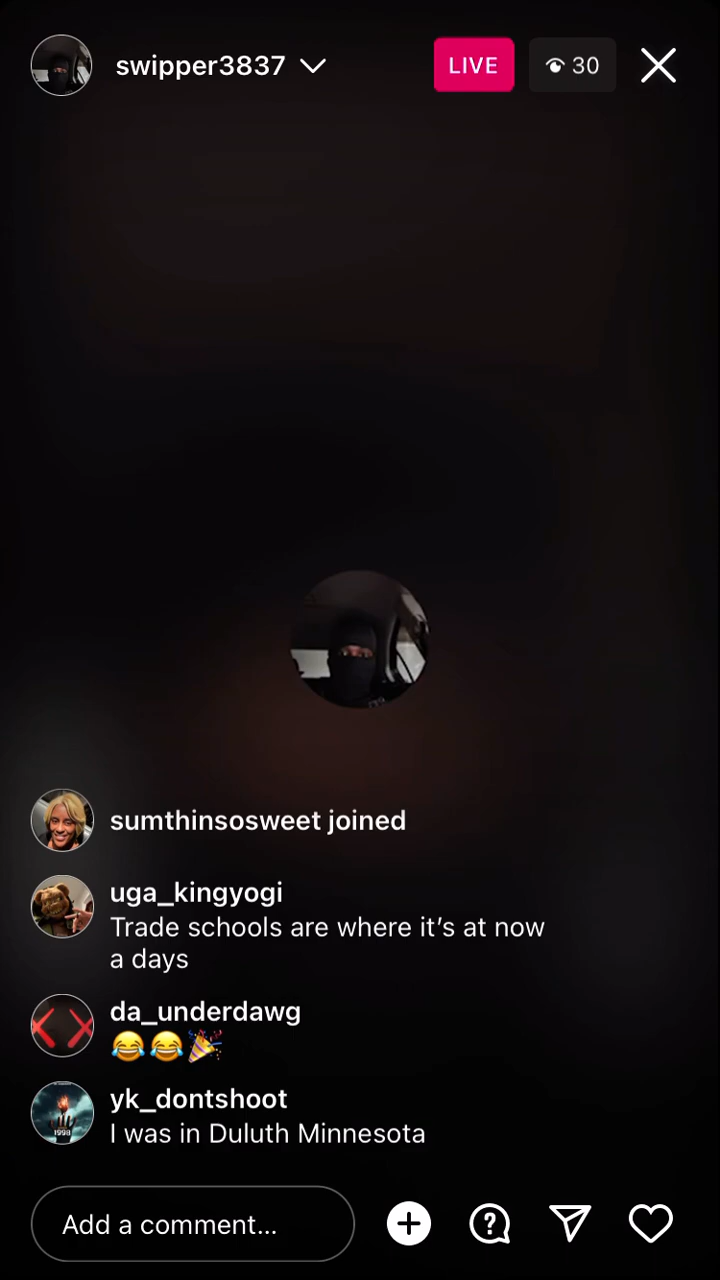 swipper3837
LIVE
30
sumthinsosweet joined
uga_kingyogi
Trade schools are where it’s at now
a days
da_underdawg
😂😂🎉
yk_dontshoot
I was in Duluth Minnesota
1998
Add a comment...